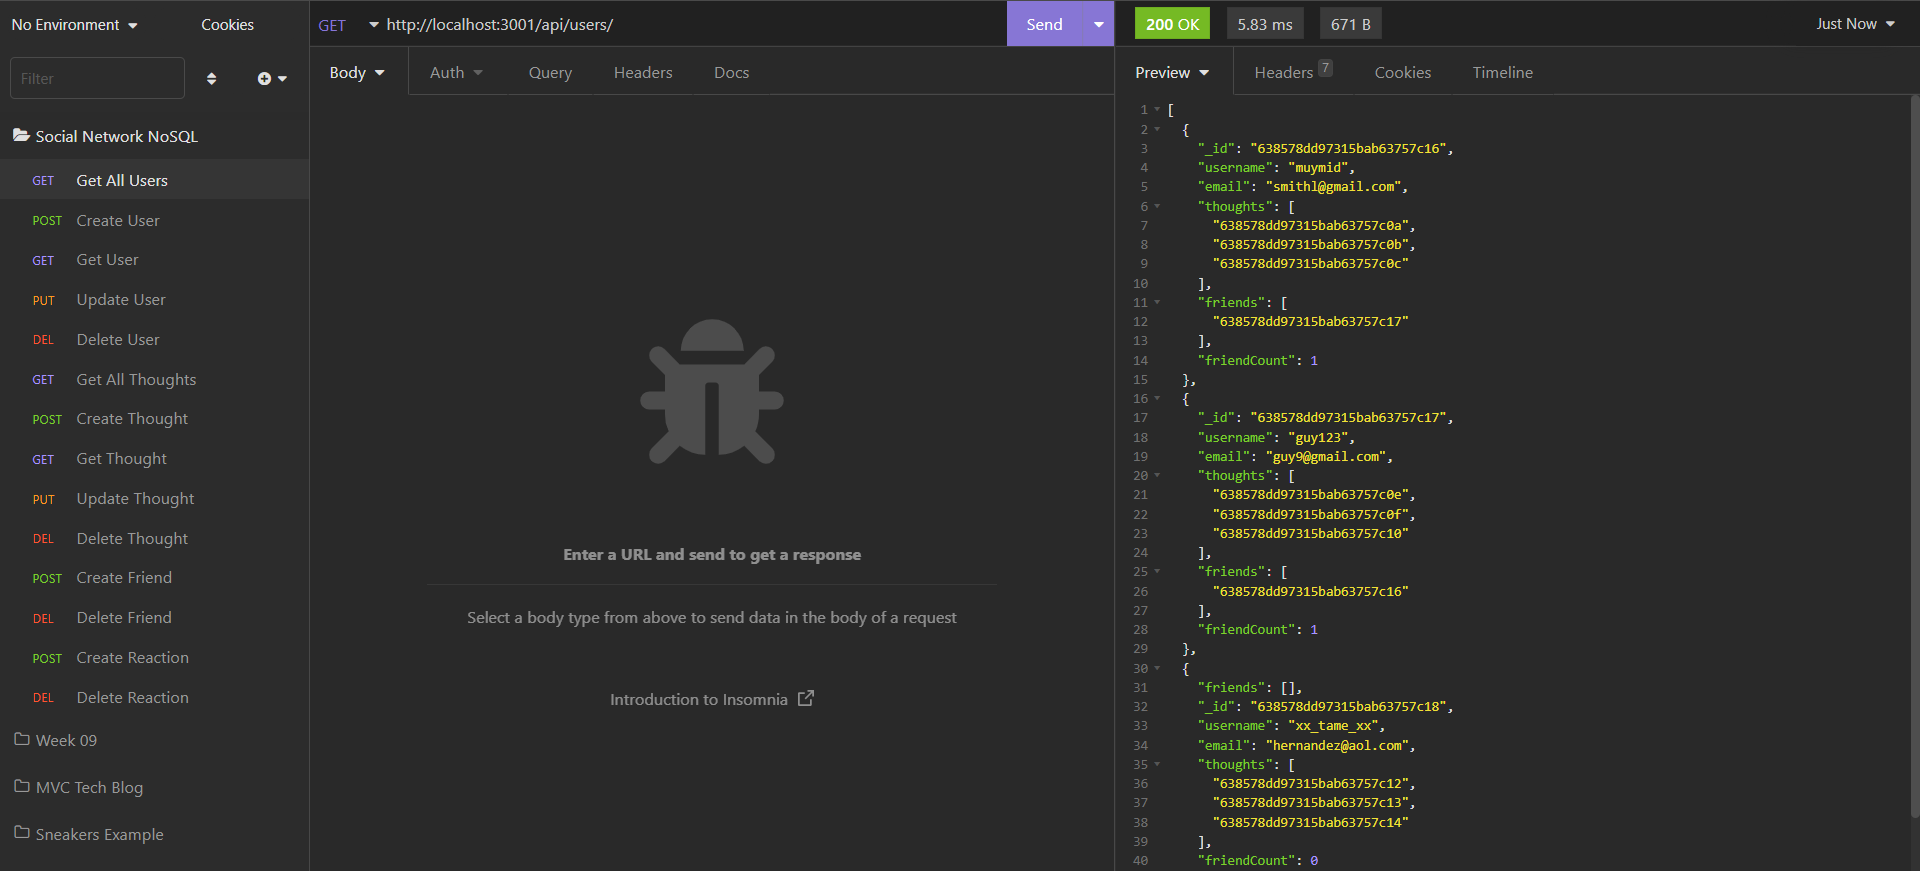 No Environment
Cookies
Filter
Social Network NoSQL
GET Get All Users
POST Create User
GET Get User
PUT Update User
DEL Delete User
GET Get All Thoughts
POST Create Thought
GET Get Thought
PUT Update Thought
DEL Delete Thought
POST Create Friend
DEL Delete Friend
POST Create Reaction
DEL Delete Reaction
Week 09
MVC Tech Blog
Sneakers Example
GET http://localhost:3001/api/users/ Send
Body Auth Query Headers Docs
Enter a URL and send to get a response
Select a body type from above to send data in the body of a request
Introduction to Insomnia
200 OK 5.83 ms 671 B Just Now
Preview Headers 7 Cookies Timeline
1 [
2 {
3 "_id": "638578dd97315bab63757c16",
4 "username": "muymid",
5 "email": "smithl@gmail.com",
6 "thoughts": [
7 "638578dd97315bab63757c0a",
8 "638578dd97315bab63757c0b",
9 "638578dd97315bab63757c0c"
10 ],
11 "friends": [
12 "638578dd97315bab63757c17"
13 ],
14 "friendCount": 1
15 },
16 {
17 "_id": "638578dd97315bab63757c17",
18 "username": "guy123",
19 "email": "guy9@gmail.com",
20 "thoughts": [
21 "638578dd97315bab63757c0e",
22 "638578dd97315bab63757c0f",
23 "638578dd97315bab63757c10"
24 ],
25 "friends": [
26 "638578dd97315bab63757c16"
27 ],
28 "friendCount": 1
29 },
30 {
31 "friends": [],
32 "_id": "638578dd97315bab63757c18",
33 "username": "xx_tame_xx",
34 "email": "hernandez@aol.com",
35 "thoughts": [
36 "638578dd97315bab63757c12",
37 "638578dd97315bab63757c13",
38 "638578dd97315bab63757c14"
39 ],
40 "friendCount": 0